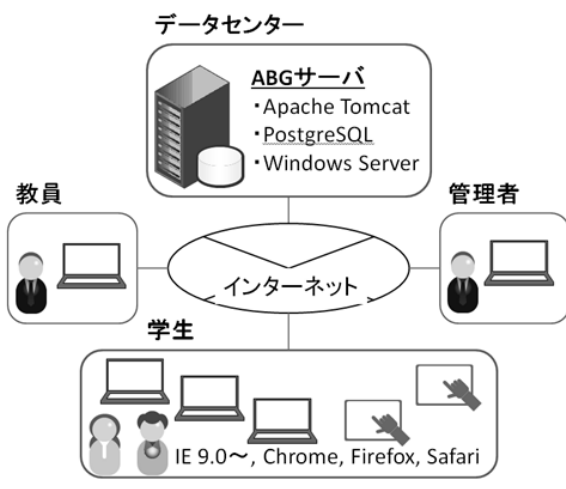 データセンター
ABGサーバ
・Apache Tomcat
・PostgreSQL
・Windows Server
教員
管理者
インターネット
学生
IE 9.0～, Chrome, Firefox, Safari